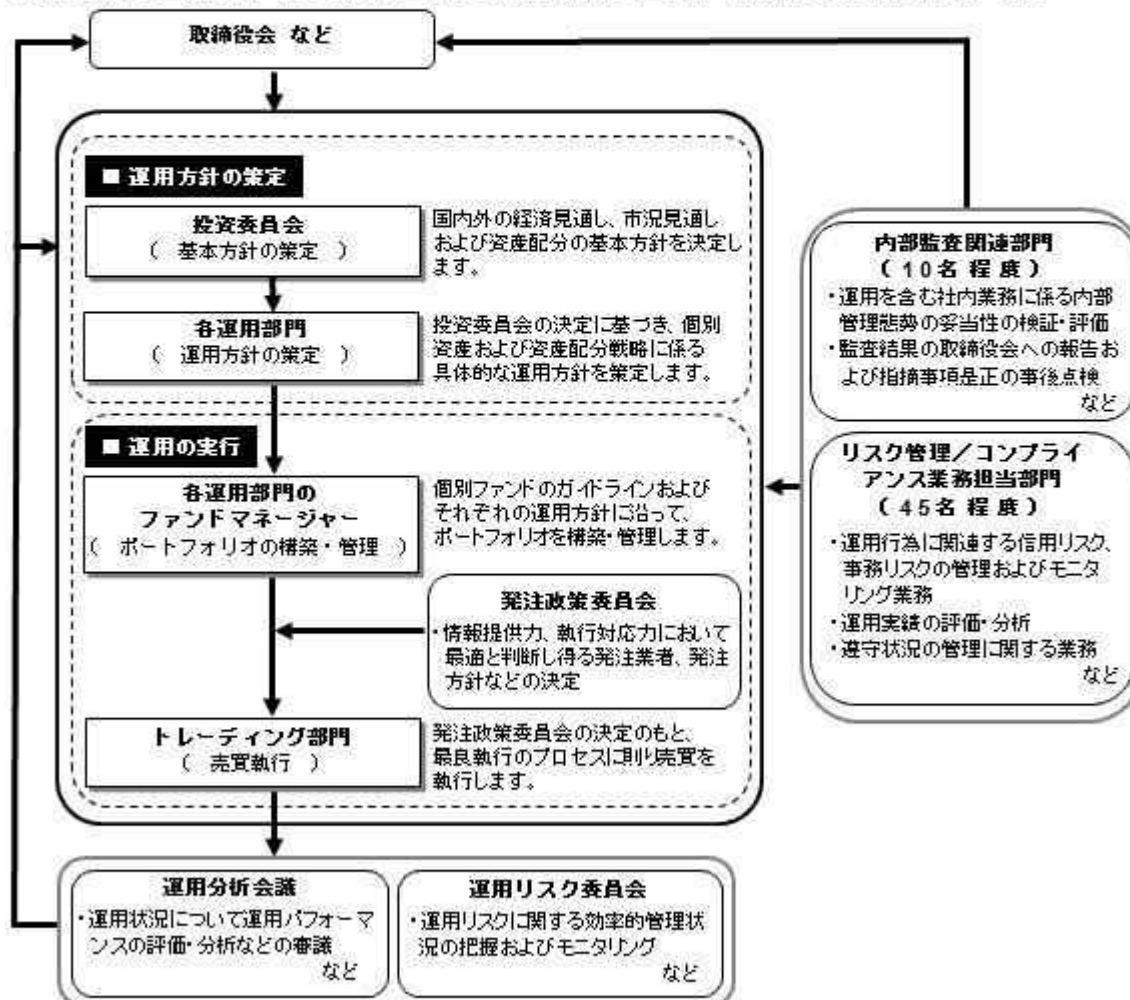 取締役会 など
■ 運用方針の策定
投資委員会
（ 基本方針の策定 ）
国内外の経済見通し、市況見通し
および資産配分の基本方針を決定し
ます。
各運用部門
（ 運用方針の策定 ）
投資委員会の決定に基づき、個別
資産および資産配分戦略に係る
具体的な運用方針を策定します。
■ 運用の実行
各運用部門の
ファンドマネージャー
（ ポートフォリオの構築・管理 ）
個別ファンドのガイドラインおよび
それぞれの運用方針に沿って、
ポートフォリオを構築・管理します。
発注政策委員会
・情報提供力、執行対応力において
最適と判断し得る発注業者、発注
方針などの決定
トレーディング部門
（ 売買執行 ）
発注政策委員会の決定のもと、
最良執行のプロセスに則り売買を
執行します。
運用分析会議
・運用状況について運用パフォーマ
ンスの評価・分析などの審議
など
運用リスク委員会
・運用リスクに関する効率的管理状
況の把握およびモニタリング
など
内部監査関連部門
（ 10名 程 度 ）
・運用を含む社内業務に係る内部
管理態勢の妥当性の検証・評価
・監査結果の取締役会への報告お
よび指摘事項是正の事後点検
など
リスク管理／コンプライ
アンス業務担当部門
（ 45名 程 度 ）
・運用行為に関連する信用リスク、
事務リスクの管理およびモニタ
リング業務
・運用実績の評価・分析
・遵守状況の管理に関する業務
など